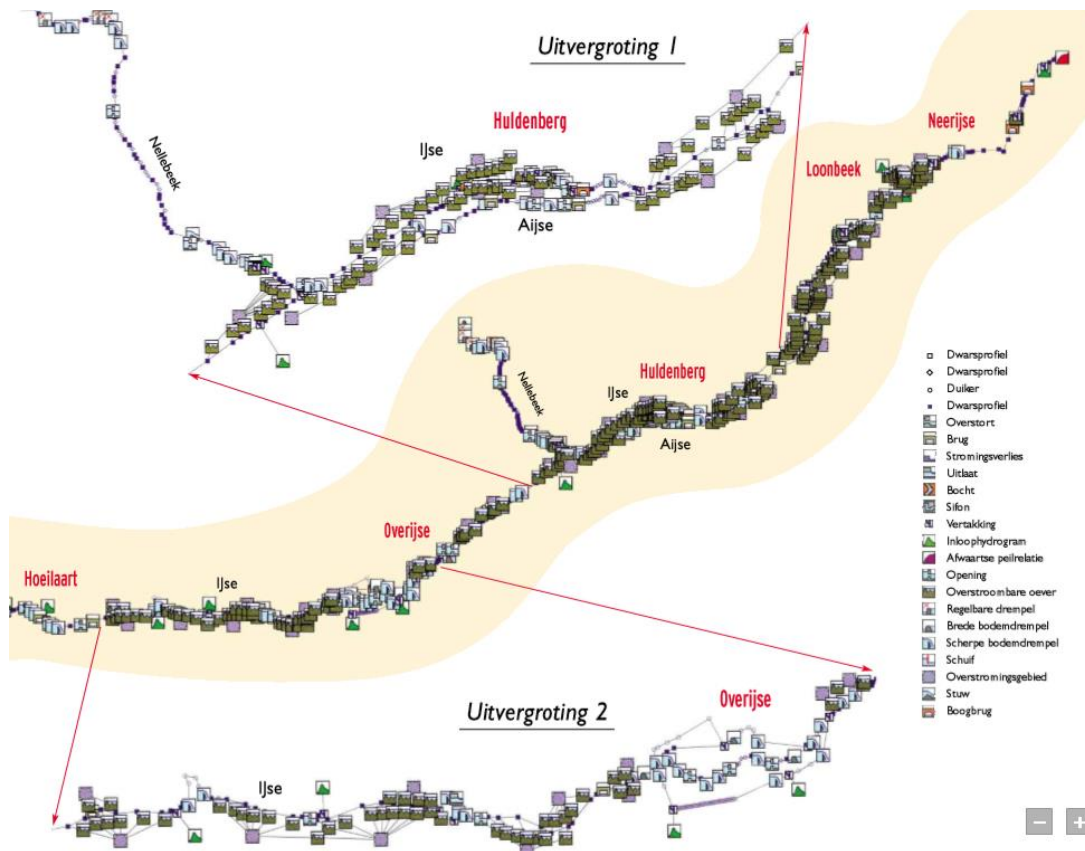 Uitvergroting 1
Huldenberg
IJse
Nellebeek
Aijse
Neerijse
Loonbeek
Huldenberg
Nellebeek
IJse
Aijse
Overijse
Hoeilaart
IJse
Dwarsprofiel
Dwarsprofiel
Duiker
Dwarsprofiel
Overstort
Brug
Stromingsverlies
Uitlaat
Bocht
Sifon
Vertakking
Inloophydrogram
Afwaartse peilrelatie
Opening
Overstroombare oever
Regelbare drempel
Brede bodemdrempel
Scherpe bodemdrempel
Schuif
Overstromingsgebied
Stuw
Boogbrug
Uitvergroting 2
Overijse
IJse